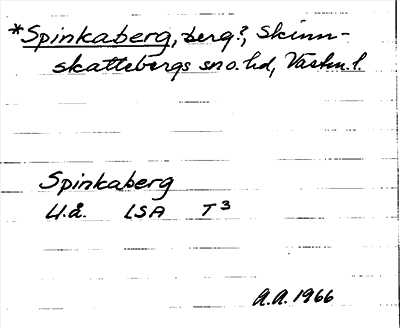 *Spinkaberg, berg?, Skinn-
skattebergs sn o. hd, Västm. l.
Spinkaberg
U.å. LSA T3
A.A. 1966